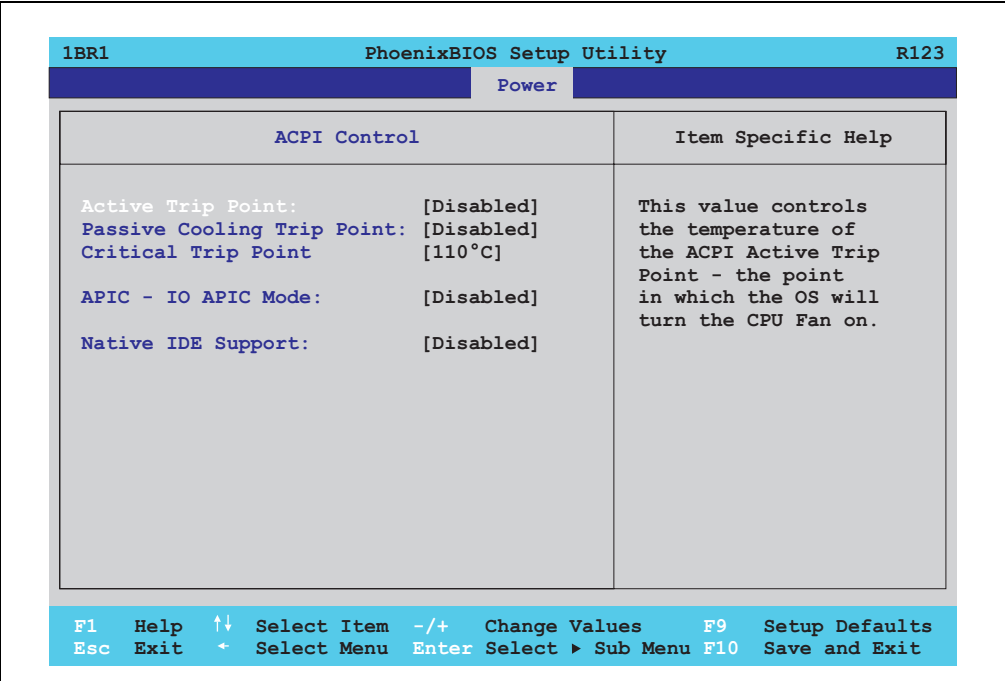 1BR1 PhoenixBIOS Setup Utility R123
Power
ACPI Control
Item Specific Help
Active Trip Point: [Disabled]
Passive Cooling Trip Point: [Disabled]
Critical Trip Point [110°C]
APIC - IO APIC Mode: [Disabled]
Native IDE Support: [Disabled]
This value controls
the temperature of
the ACPI Active Trip
Point - the point
in which the OS will
turn the CPU Fan on.
F1 Help ↑↓ Select Item -/+ Change Values F9 Setup Defaults
Esc Exit ← Select Menu Enter Select ▶ Sub Menu F10 Save and Exit